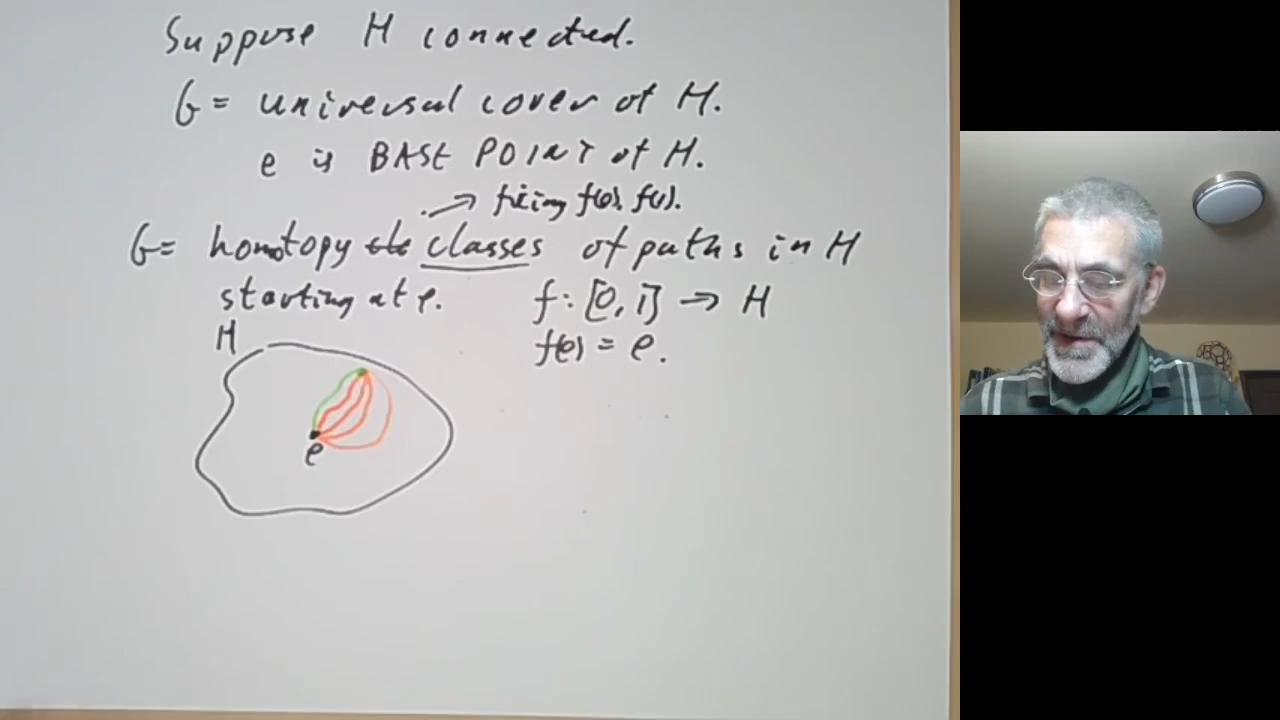 Suppose H connected.
G = universal cover of H.
e is BASE POINT of H.
→ fixing f(0), f(1).
G = homotopy classes of paths in H
starting at e. f: [0, 1] → H
H f(0) = e.
e